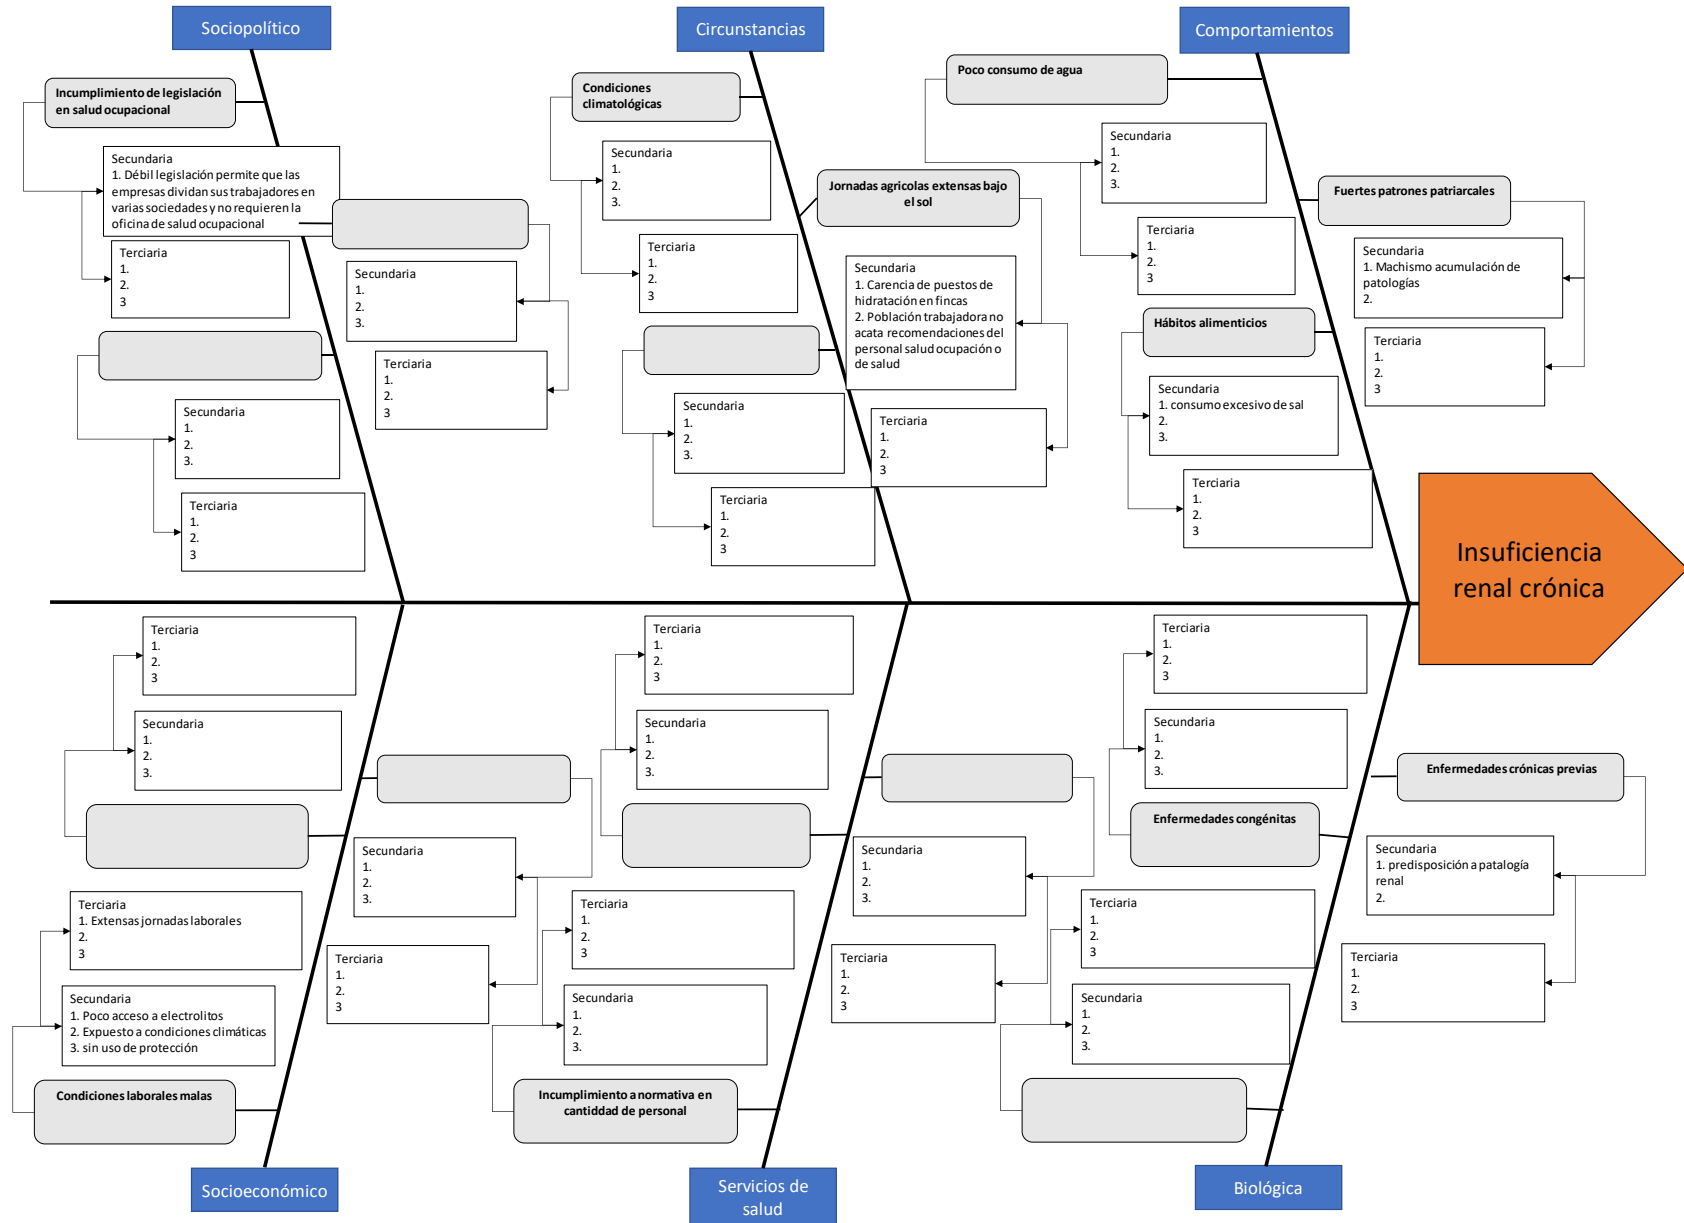 Sociopolítico
Circunstancias
Comportamientos
Incumplimiento de legislación
en salud ocupacional
Secundaria
1. Débil legislación permite que las
empresas dividan sus trabajadores en
varias sociedades y no requieren la
oficina de salud ocupacional
Terciaria
1.
2.
3
Secundaria
1.
2.
3.
Terciaria
1.
2.
3
Secundaria
1.
2.
3.
Terciaria
1.
2.
3
Condiciones
climatológicas
Secundaria
1.
2.
3.
Terciaria
1.
2.
3
Jornadas agricolas extensas bajo
el sol
Secundaria
1. Carencia de puestos de
hidratación en fincas
2. Población trabajadora no
acata recomendaciones del
personal salud ocupación o
de salud
Terciaria
1.
2.
3
Secundaria
1.
2.
3.
Terciaria
1.
2.
3
Poco consumo de agua
Secundaria
1.
2.
3.
Terciaria
1.
2.
3
Fuertes patrones patriarcales
Secundaria
1. Machismo acumulación de
patologías
2.
Terciaria
1.
2.
3
Hábitos alimenticios
Secundaria
1. consumo excesivo de sal
2.
3.
Terciaria
1.
2.
3
Insuficiencia
renal crónica
Terciaria
1.
2.
3
Secundaria
1.
2.
3.
Secundaria
1.
2.
3.
Terciaria
1.
2.
3
Terciaria
1. Extensas jornadas laborales
2.
3
Secundaria
1. Poco acceso a electrolitos
2. Expuesto a condiciones climáticas
3. sin uso de protección
Condiciones laborales malas
Terciaria
1.
2.
3
Secundaria
1.
2.
3.
Secundaria
1.
2.
3.
Terciaria
1.
2.
3
Terciaria
1.
2.
3
Secundaria
1.
2.
3.
Incumplimiento a normativa en
cantiddad de personal
Terciaria
1.
2.
3
Secundaria
1.
2.
3.
Enfermedades congénitas
Enfermedades crónicas previas
Secundaria
1. predisposición a patalogía
renal
2.
Terciaria
1.
2.
3
Terciaria
1.
2.
3
Secundaria
1.
2.
3.
Socioeconómico
Servicios de
salud
Biológica